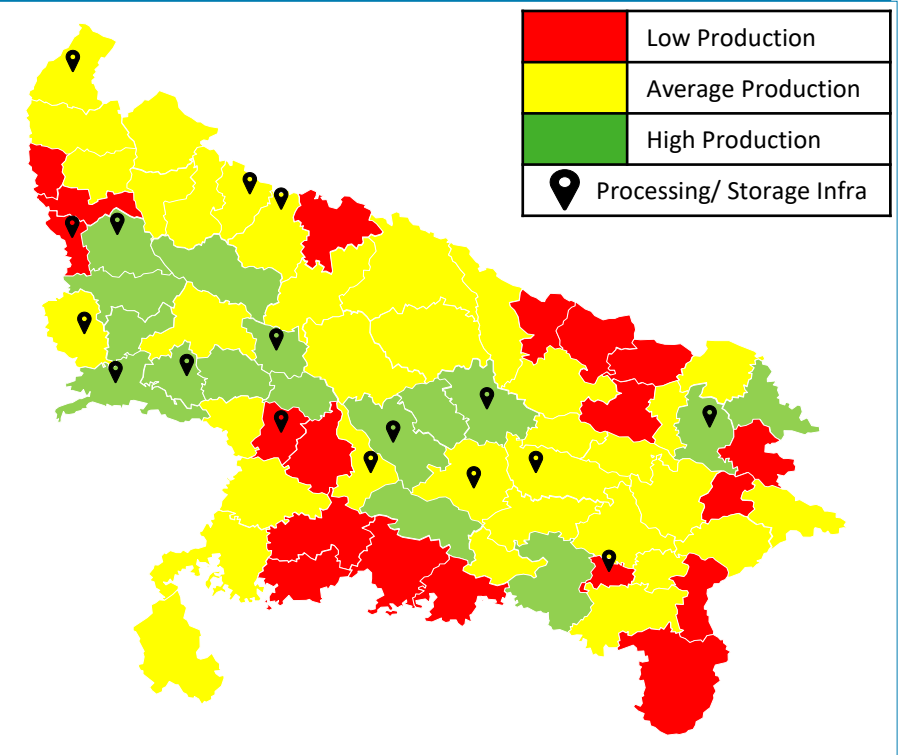 Low Production
Average Production
High Production
Processing/ Storage Infra